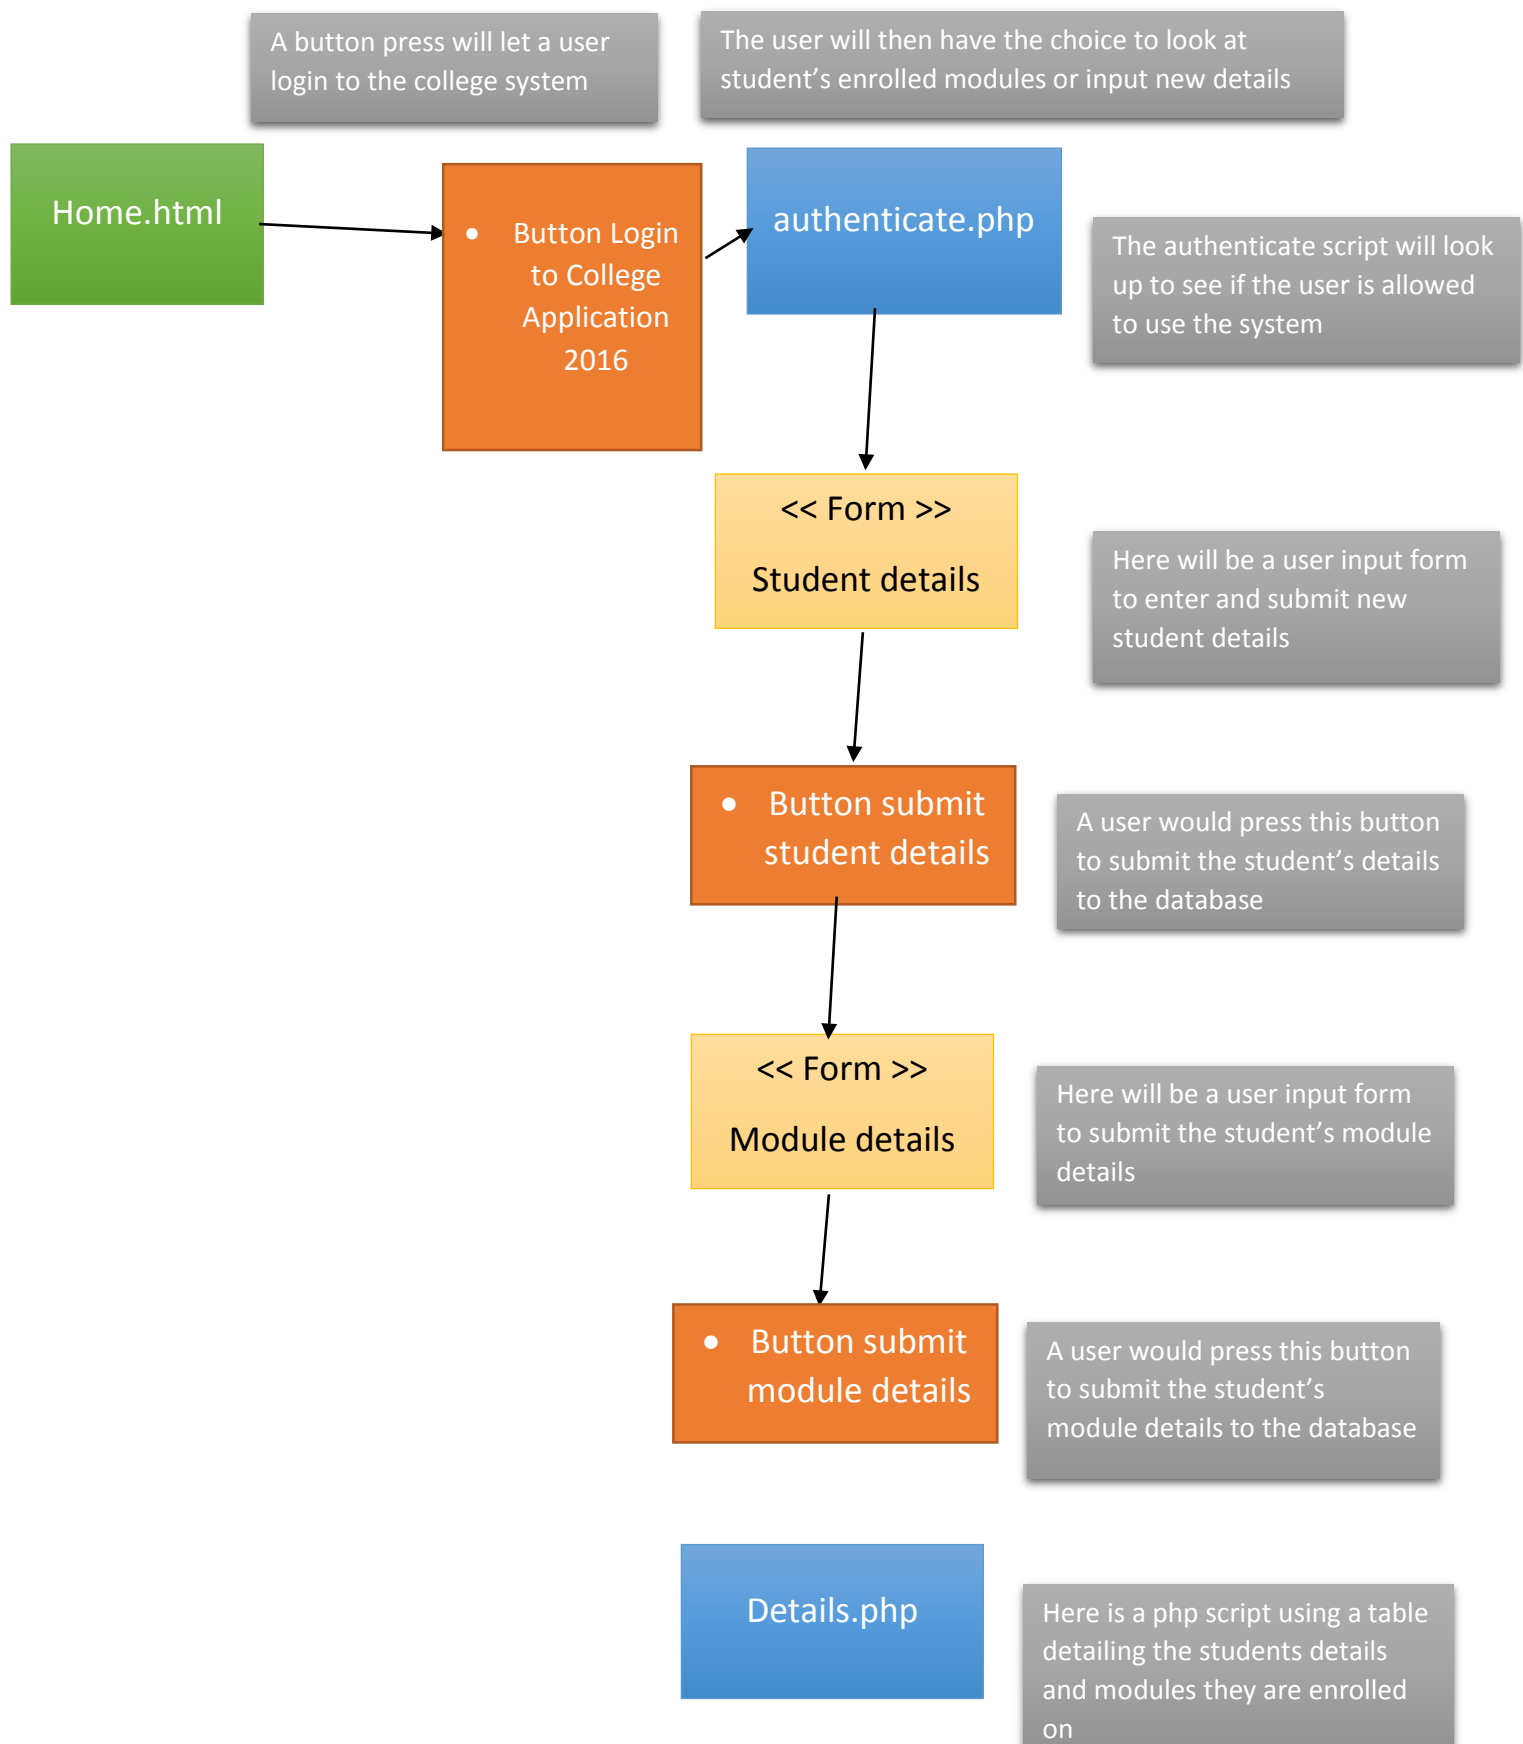 A button press will let a user
login to the college system
The user will then have the choice to look at
student’s enrolled modules or input new details
Home.html
• Button Login
to College
Application
2016
authenticate.php
The authenticate script will look
up to see if the user is allowed
to use the system
<< Form >>
Student details
Here will be a user input form
to enter and submit new
student details
• Button submit
student details
A user would press this button
to submit the student’s details
to the database
<< Form >>
Module details
Here will be a user input form
to submit the student’s module
details
• Button submit
module details
A user would press this button
to submit the student’s
module details to the database
Details.php
Here is a php script using a table
detailing the students details
and modules they are enrolled
on